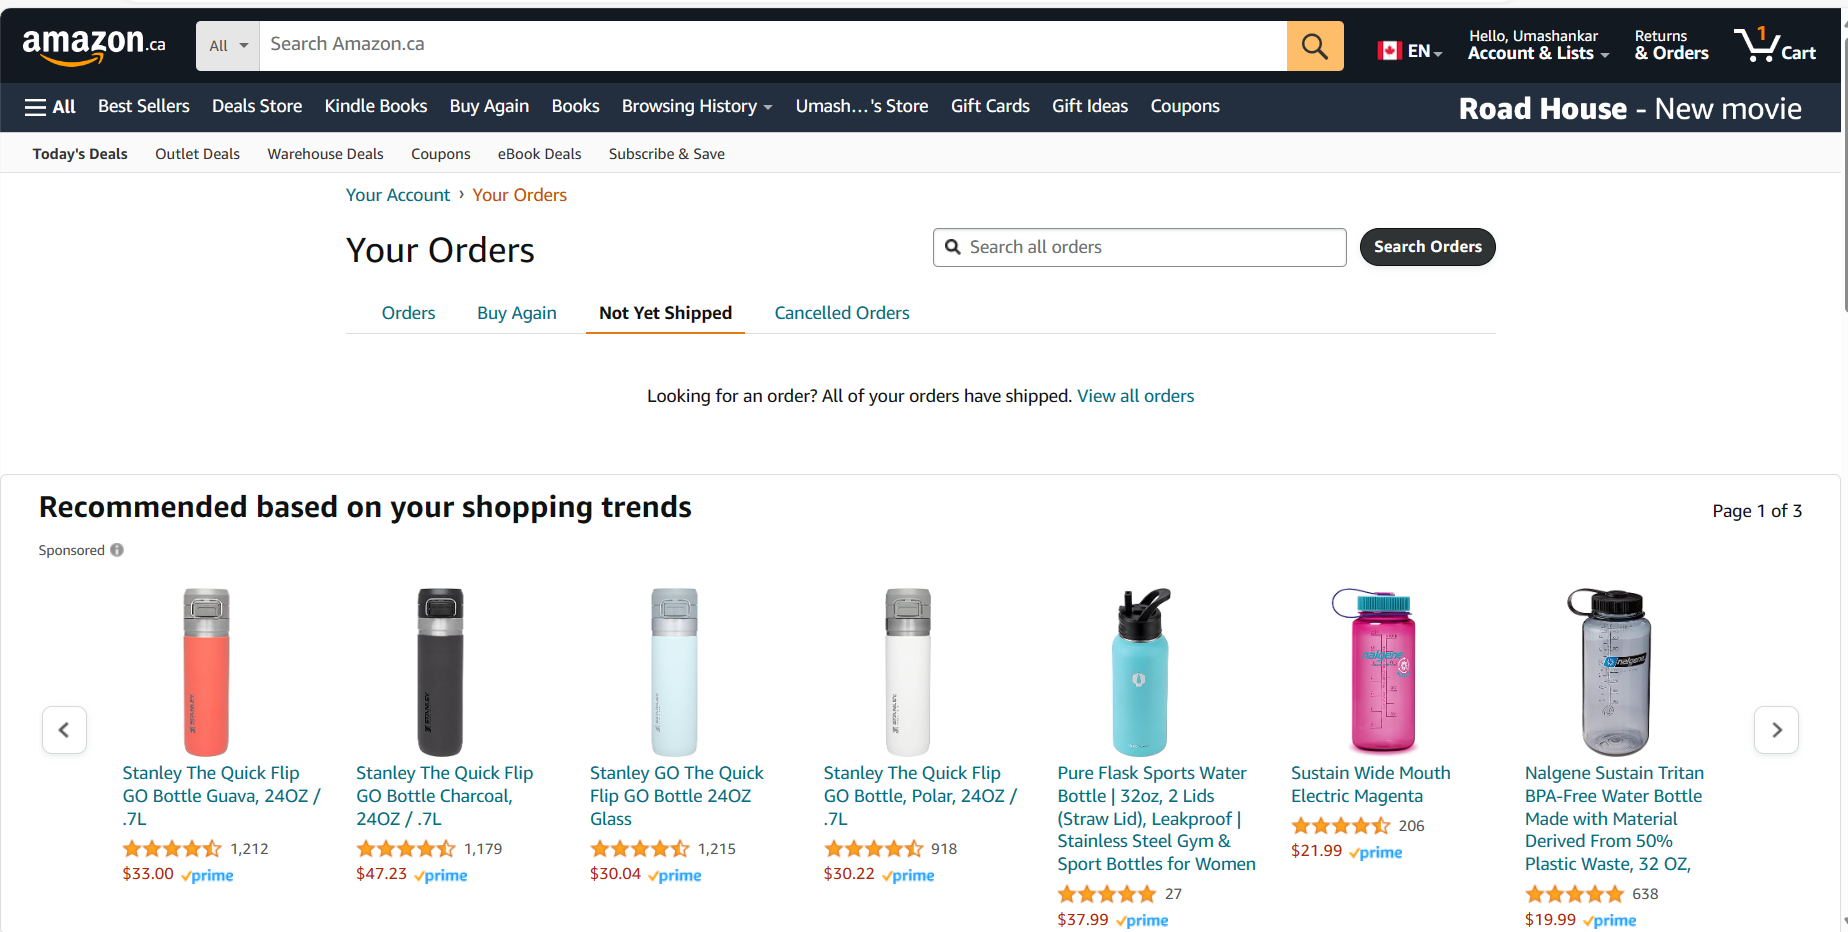 amazon.ca
All
Search Amazon.ca
EN
Hello, Umashankar
Account & Lists
Returns
& Orders
1
Cart
All
Best Sellers
Deals Store
Kindle Books
Buy Again
Books
Browsing History
Umash...'s Store
Gift Cards
Gift Ideas
Coupons
Road House - New movie
Today's Deals
Outlet Deals
Warehouse Deals
Coupons
eBook Deals
Subscribe & Save
Your Account › Your Orders
Your Orders
Search all orders
Search Orders
Orders
Buy Again
Not Yet Shipped
Cancelled Orders
Looking for an order? All of your orders have shipped. View all orders
Recommended based on your shopping trends
Page 1 of 3
Sponsored
STANLEY
Stanley The Quick Flip
GO Bottle Guava, 24OZ /
.7L
1,212
$33.00 prime
STANLEY
Stanley The Quick Flip
GO Bottle Charcoal,
24OZ / .7L
1,179
$47.23 prime
STANLEY
Stanley GO The Quick
Flip GO Bottle 24OZ
Glass
1,215
$30.04 prime
STANLEY
Stanley The Quick Flip
GO Bottle, Polar, 24OZ /
.7L
918
$30.22 prime
Pure Flask Sports Water
Bottle | 32oz, 2 Lids
(Straw Lid), Leakproof |
Stainless Steel Gym &
Sport Bottles for Women
27
$37.99 prime
nalgene
Sustain Wide Mouth
Electric Magenta
206
$21.99 prime
nalgene
Nalgene Sustain Tritan
BPA-Free Water Bottle
Made with Material
Derived From 50%
Plastic Waste, 32 OZ,
638
$19.99 prime